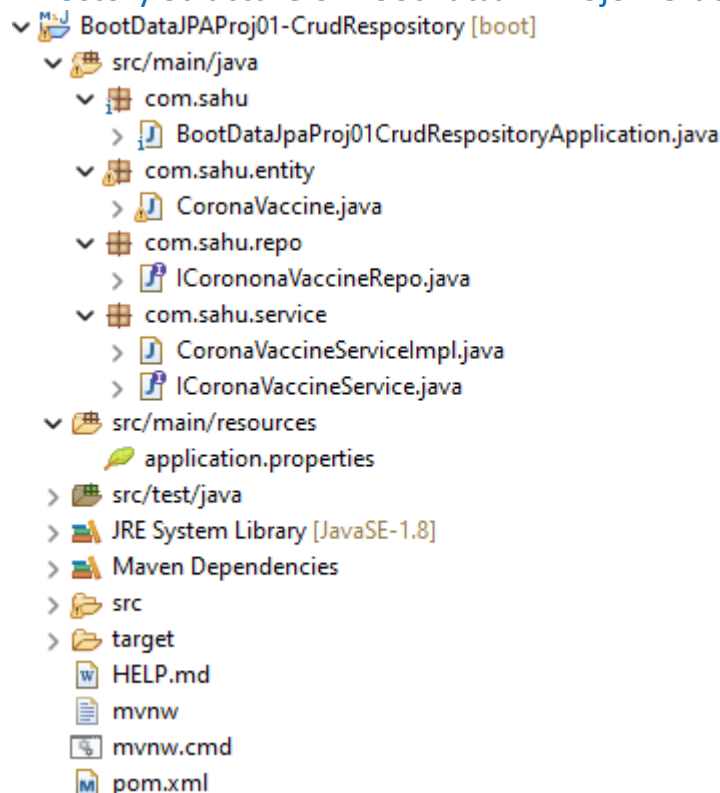 BootDataJPAProj01-CrudRespository [boot]
src/main/java
com.sahu
BootDataJpaProj01CrudRespositoryApplication.java
com.sahu.entity
CoronaVaccine.java
com.sahu.repo
ICorononaVaccineRepo.java
com.sahu.service
CoronaVaccineServiceImpl.java
ICoronaVaccineService.java
src/main/resources
application.properties
src/test/java
JRE System Library [JavaSE-1.8]
Maven Dependencies
src
target
HELP.md
mvnw
mvnw.cmd
pom.xml